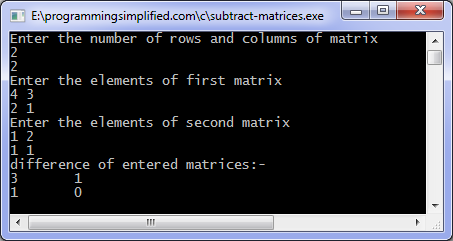 E:\programmingsimplified.com\c\subtract-matrices.exe
Enter the number of rows and columns of matrix
2
2
Enter the elements of first matrix
4 3
2 1
Enter the elements of second matrix
1 2
1 1
difference of entered matrices:-
3 1
1 0